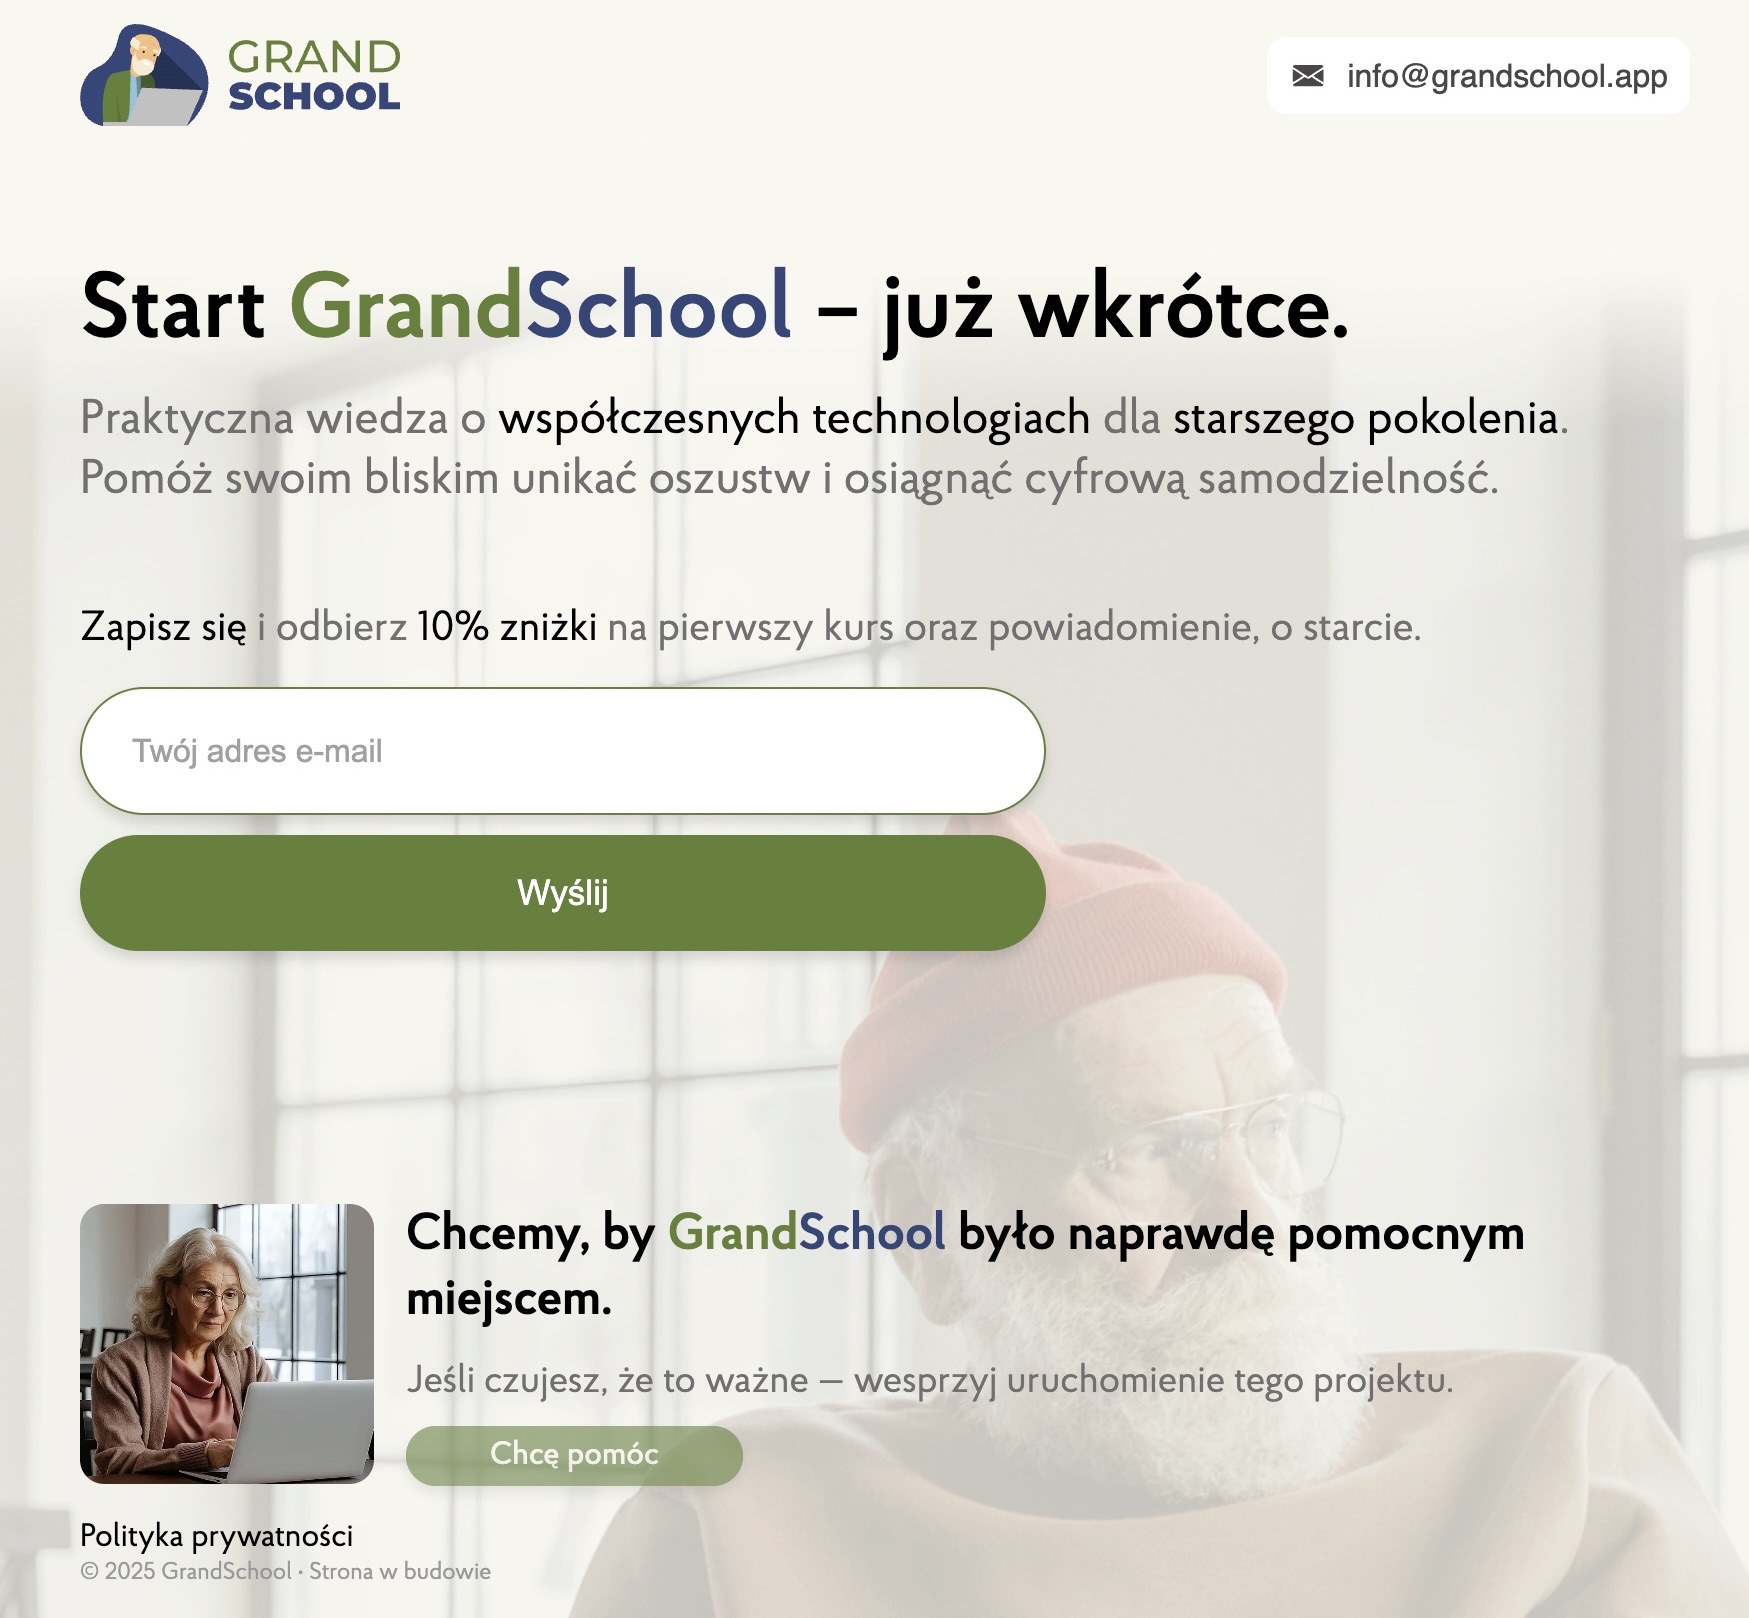 GRAND
SCHOOL
info@grandschool.app
Start GrandSchool – już wkrótce.
Praktyczna wiedza o współczesnych technologiach dla starszego pokolenia.
Pomóż swoim bliskim unikać oszustw i osiągnąć cyfrową samodzielność.
Zapisz się i odbierz 10% zniżki na pierwszy kurs oraz powiadomienie, o starcie.
Twój adres e-mail
Wyślij
Chcemy, by GrandSchool było naprawdę pomocnym
miejscem.
Jeśli czujesz, że to ważne — wesprzyj uruchomienie tego projektu.
Chcę pomóc
Polityka prywatności
© 2025 GrandSchool · Strona w budowie